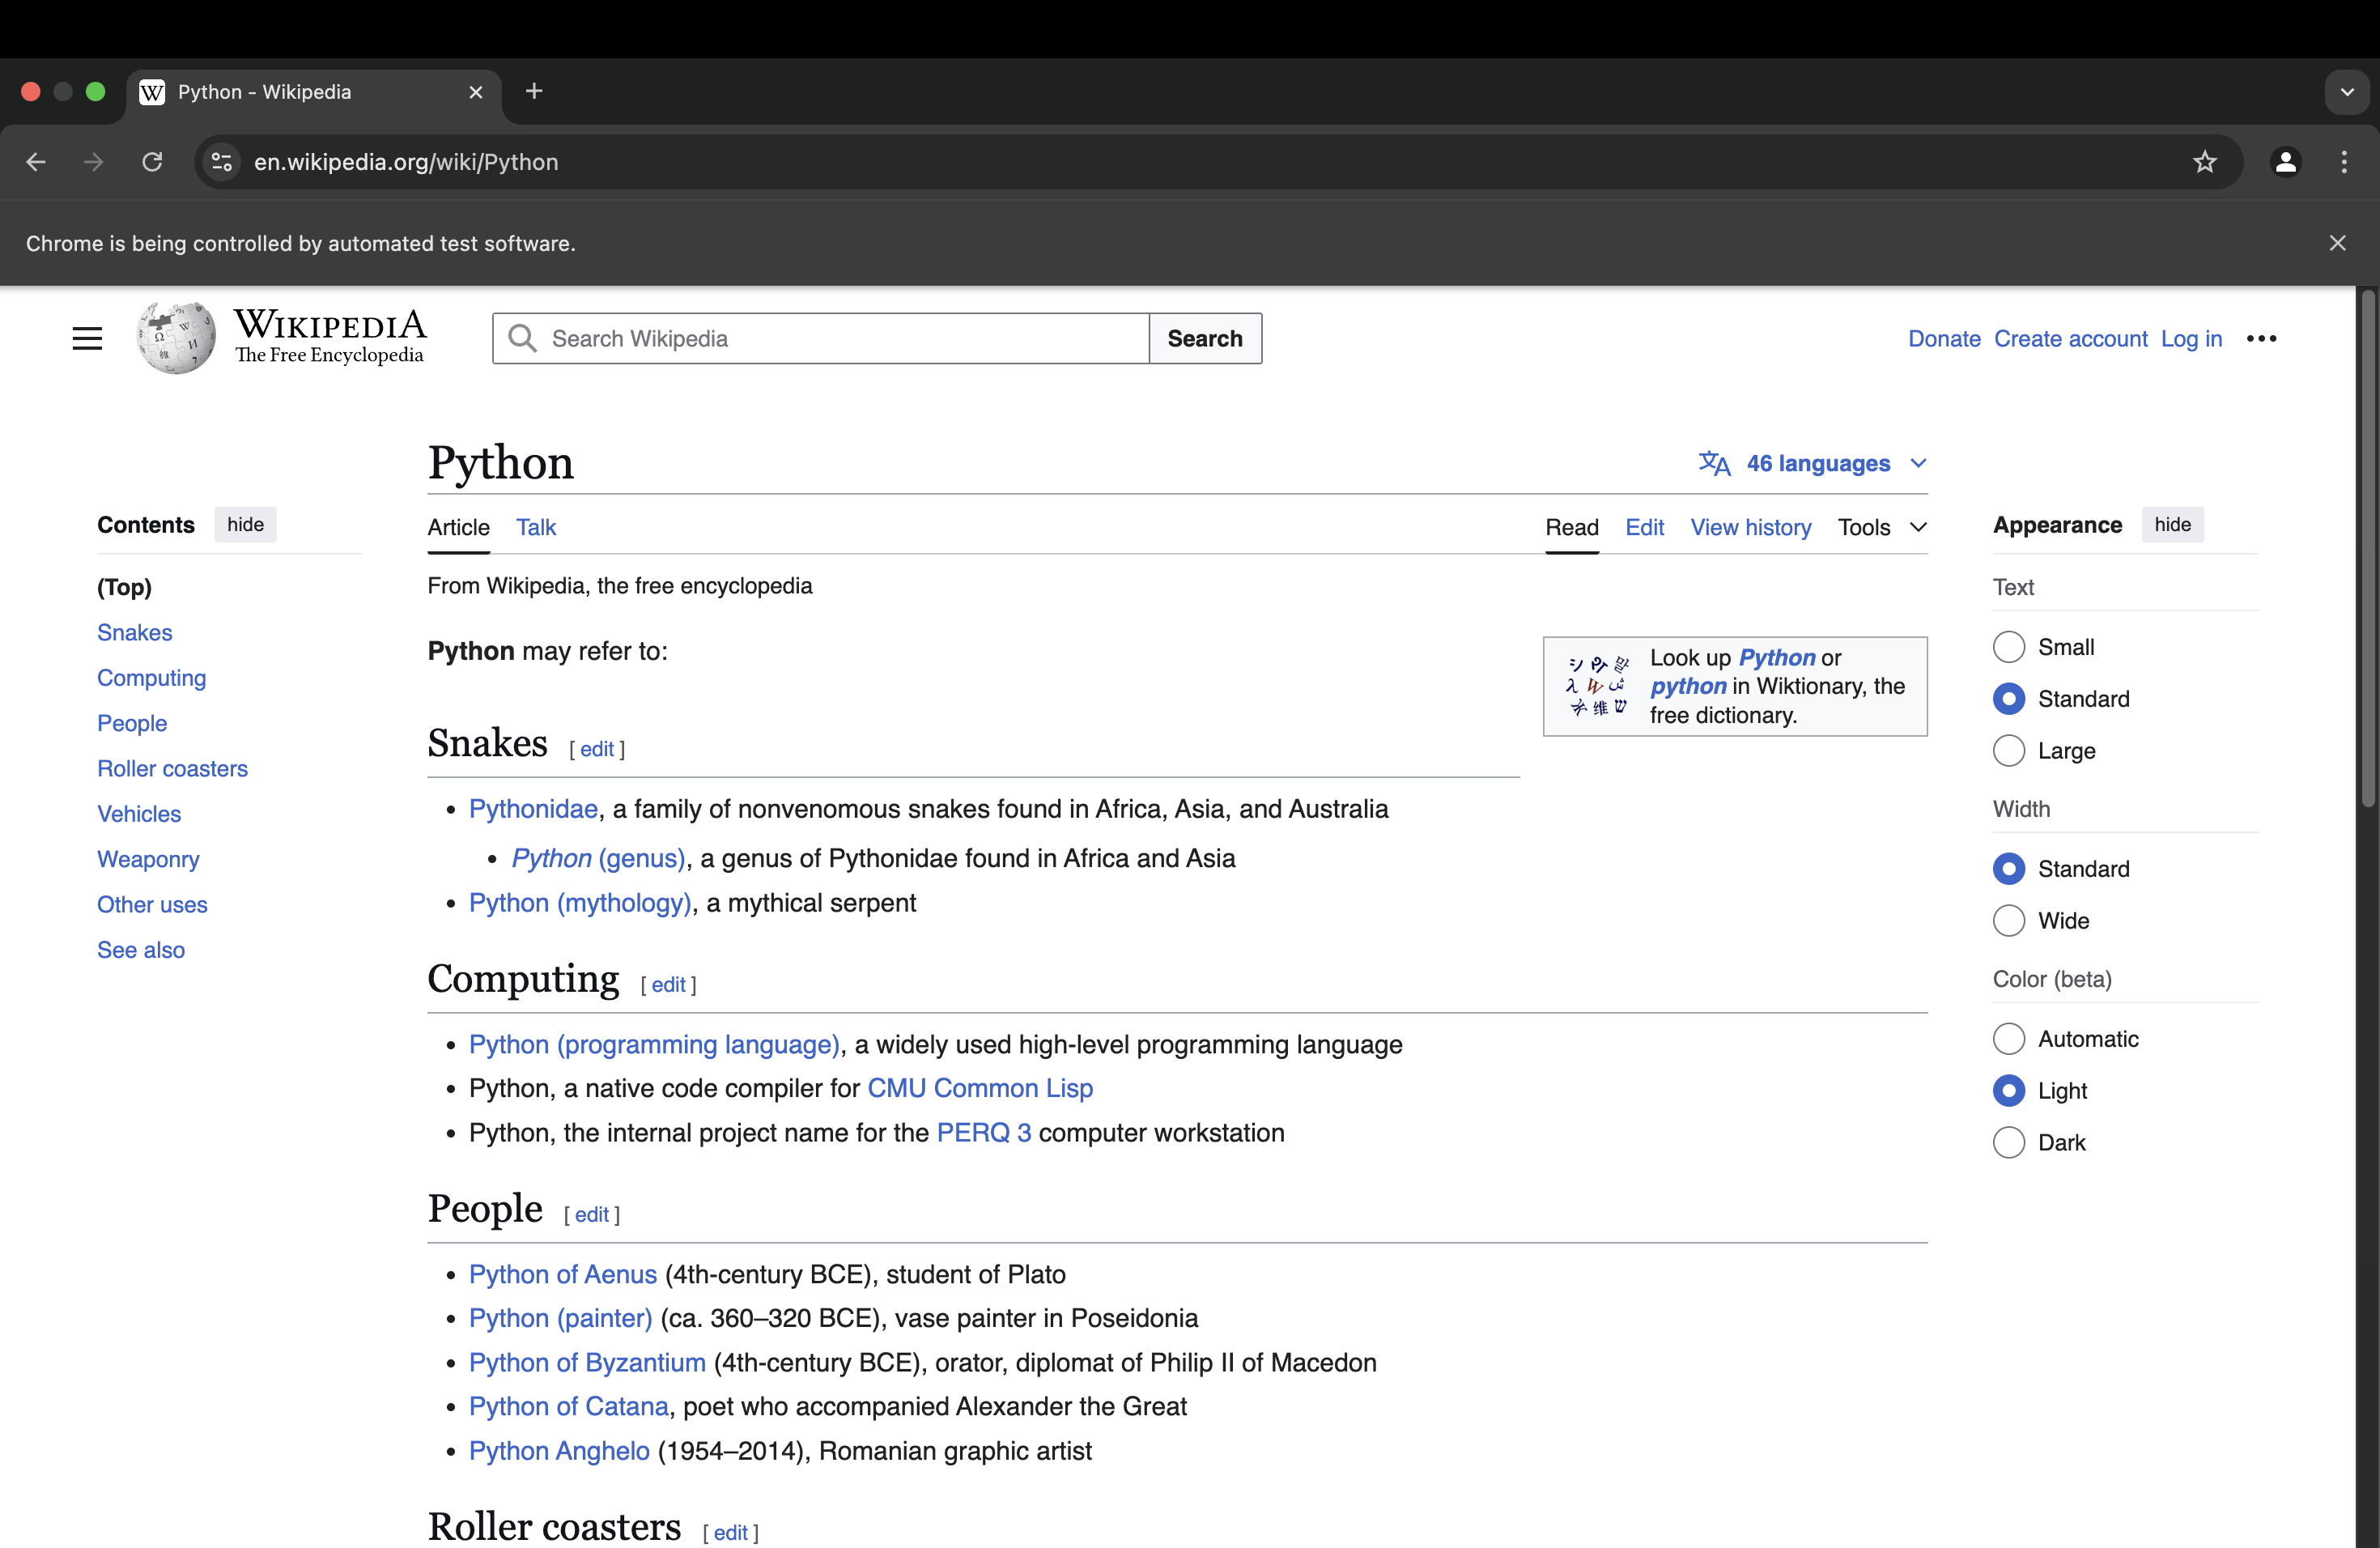 Python - Wikipedia
en.wikipedia.org/wiki/Python
Chrome is being controlled by automated test software.
WIKIPEDIA
The Free Encyclopedia
Search Wikipedia
Search
Donate Create account Log in
Python
46 languages
Contents hide
(Top)
Snakes
Computing
People
Roller coasters
Vehicles
Weaponry
Other uses
See also
Article Talk
Read Edit View history Tools
From Wikipedia, the free encyclopedia
Python may refer to:
Look up Python or
python in Wiktionary, the
free dictionary.
Snakes [ edit ]
• Pythonidae, a family of nonvenomous snakes found in Africa, Asia, and Australia
• Python (genus), a genus of Pythonidae found in Africa and Asia
• Python (mythology), a mythical serpent
Computing [ edit ]
• Python (programming language), a widely used high-level programming language
• Python, a native code compiler for CMU Common Lisp
• Python, the internal project name for the PERQ 3 computer workstation
People [ edit ]
• Python of Aenus (4th-century BCE), student of Plato
• Python (painter) (ca. 360–320 BCE), vase painter in Poseidonia
• Python of Byzantium (4th-century BCE), orator, diplomat of Philip II of Macedon
• Python of Catana, poet who accompanied Alexander the Great
• Python Anghelo (1954–2014), Romanian graphic artist
Roller coasters [ edit ]
Appearance hide
Text
Small
Standard
Large
Width
Standard
Wide
Color (beta)
Automatic
Light
Dark